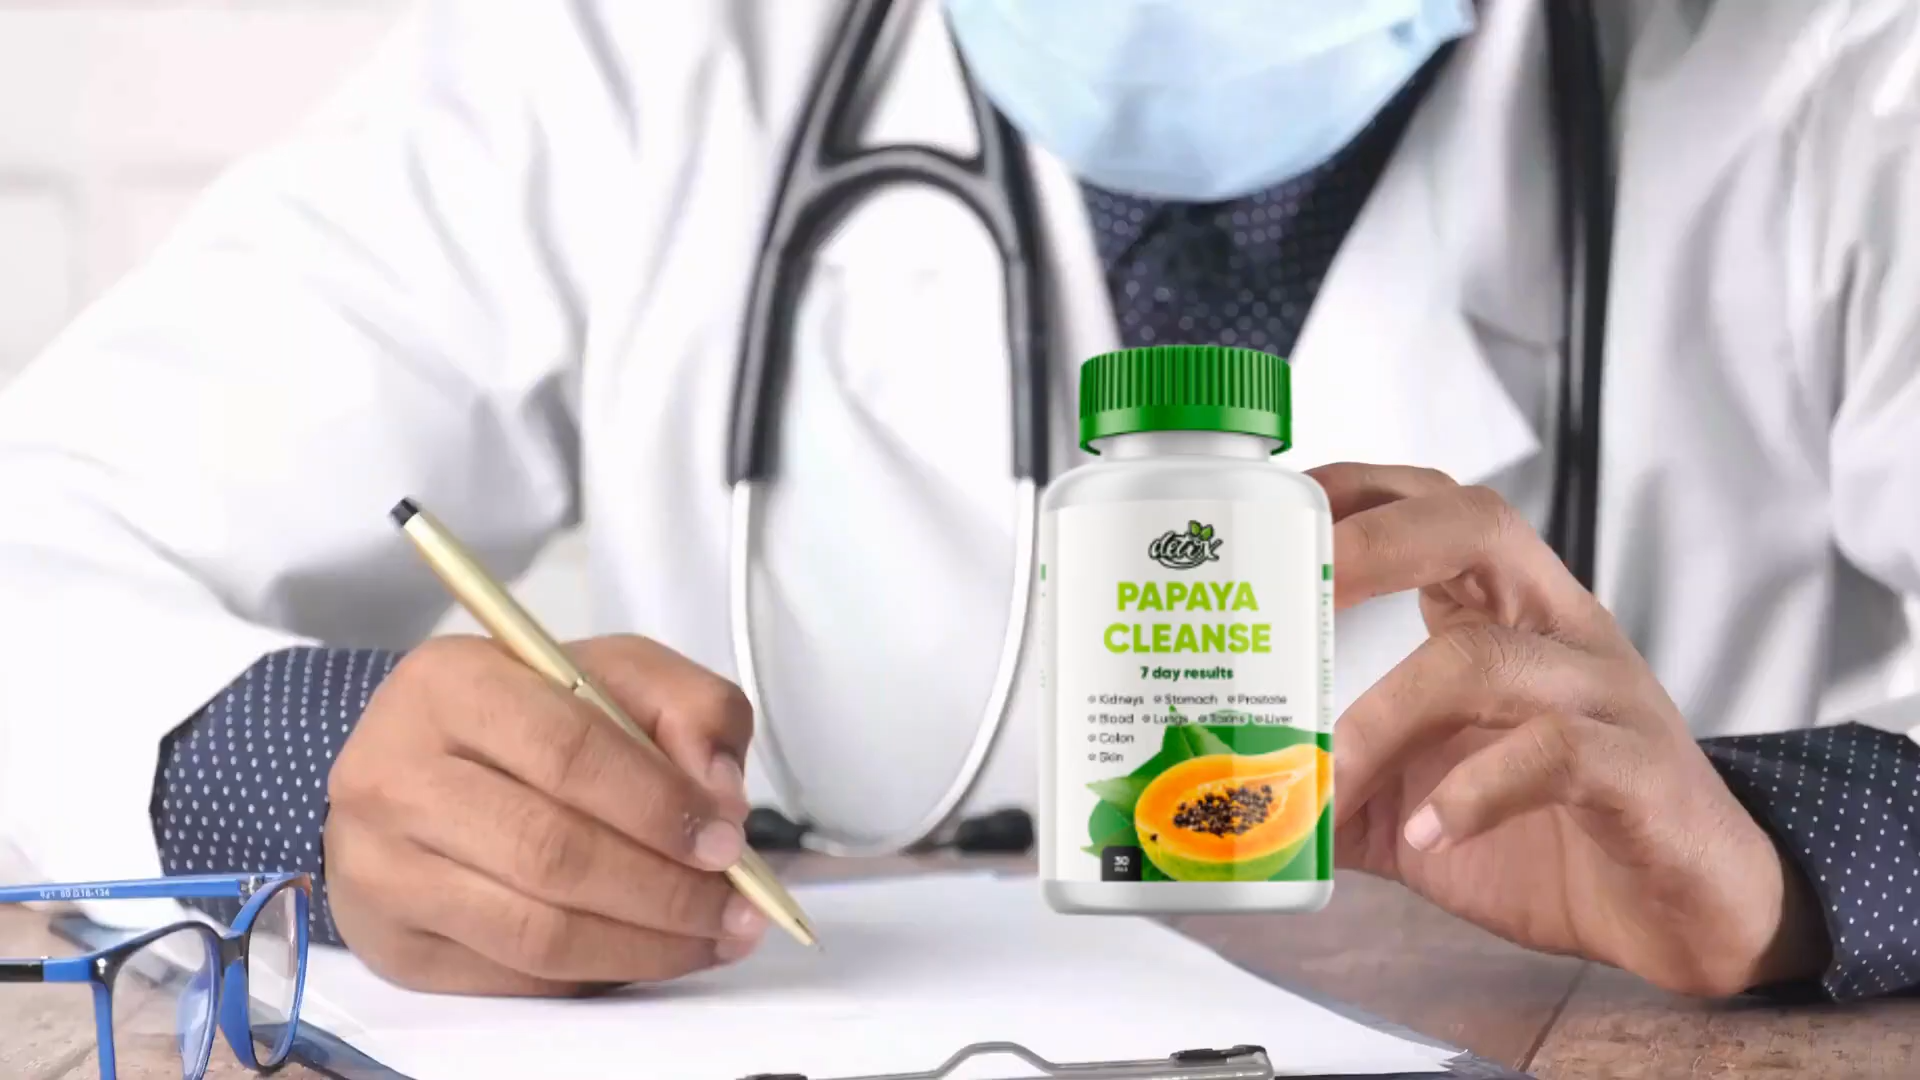 detox
PAPAYA
CLEANSE
7 day results
Kidneys Stomach Prostate
Blood Lungs Toxins Liver
Colon
Skin
30